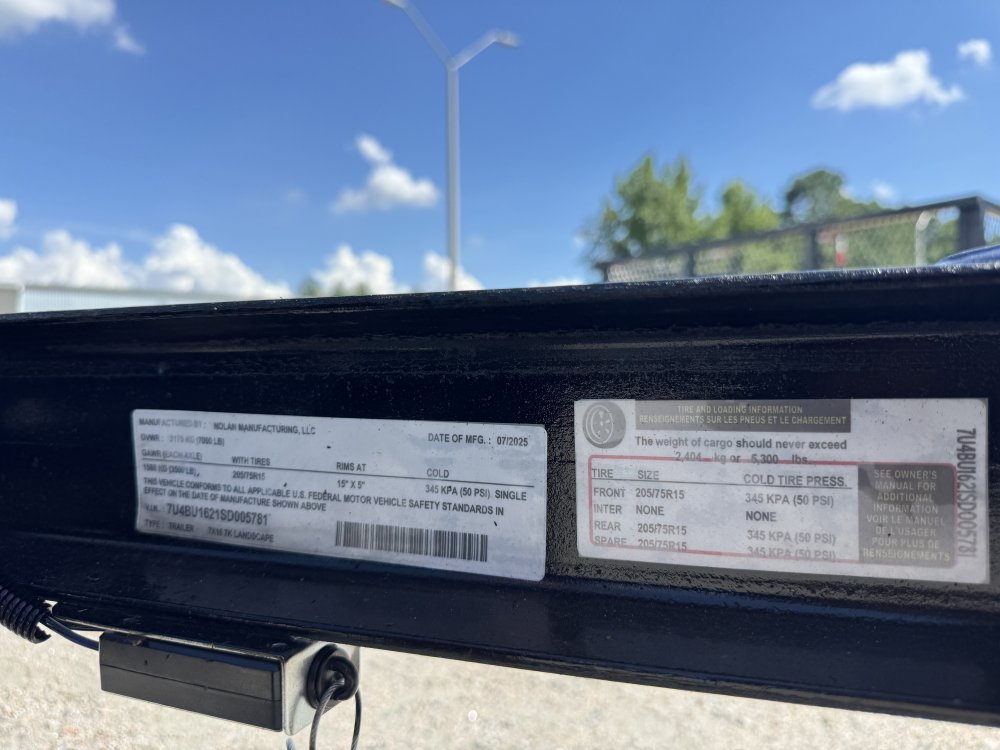 MANUFACTURED BY: NOLAN MANUFACTURING, LLC
DATE OF MFG.: 07/2025
GVWR: 3175 KG (7000 LB)
GAWR (EACH AXLE) WITH TIRES RIMS AT COLD
1588 KG (3500 LB) 205/75R15 15" X 5" 345 KPA (50 PSI) SINGLE
THIS VEHICLE CONFORMS TO ALL APPLICABLE U.S. FEDERAL MOTOR VEHICLE SAFETY STANDARDS IN
EFFECT ON THE DATE OF MANUFACTURE SHOWN ABOVE
V.I.N. 7U4BU1621SD005781
TYPE: TRAILER 7X16 7K LANDSCAPE
TIRE AND LOADING INFORMATION
RENSEIGNEMENTS SUR LES PNEUS ET LE CHARGEMENT
The weight of cargo should never exceed
2,404 kg or 5,300 lbs.
TIRE SIZE COLD TIRE PRESS.
FRONT 205/75R15 345 KPA (50 PSI)
INTER NONE NONE
REAR 205/75R15 345 KPA (50 PSI)
SPARE 205/75R15 345 KPA (50 PSI)
SEE OWNER'S
MANUAL FOR
ADDITIONAL
INFORMATION
VOIR LE MANUEL
DE L'USAGER
POUR PLUS DE
RENSEIGNEMENTS
7U4BU1621SD005781